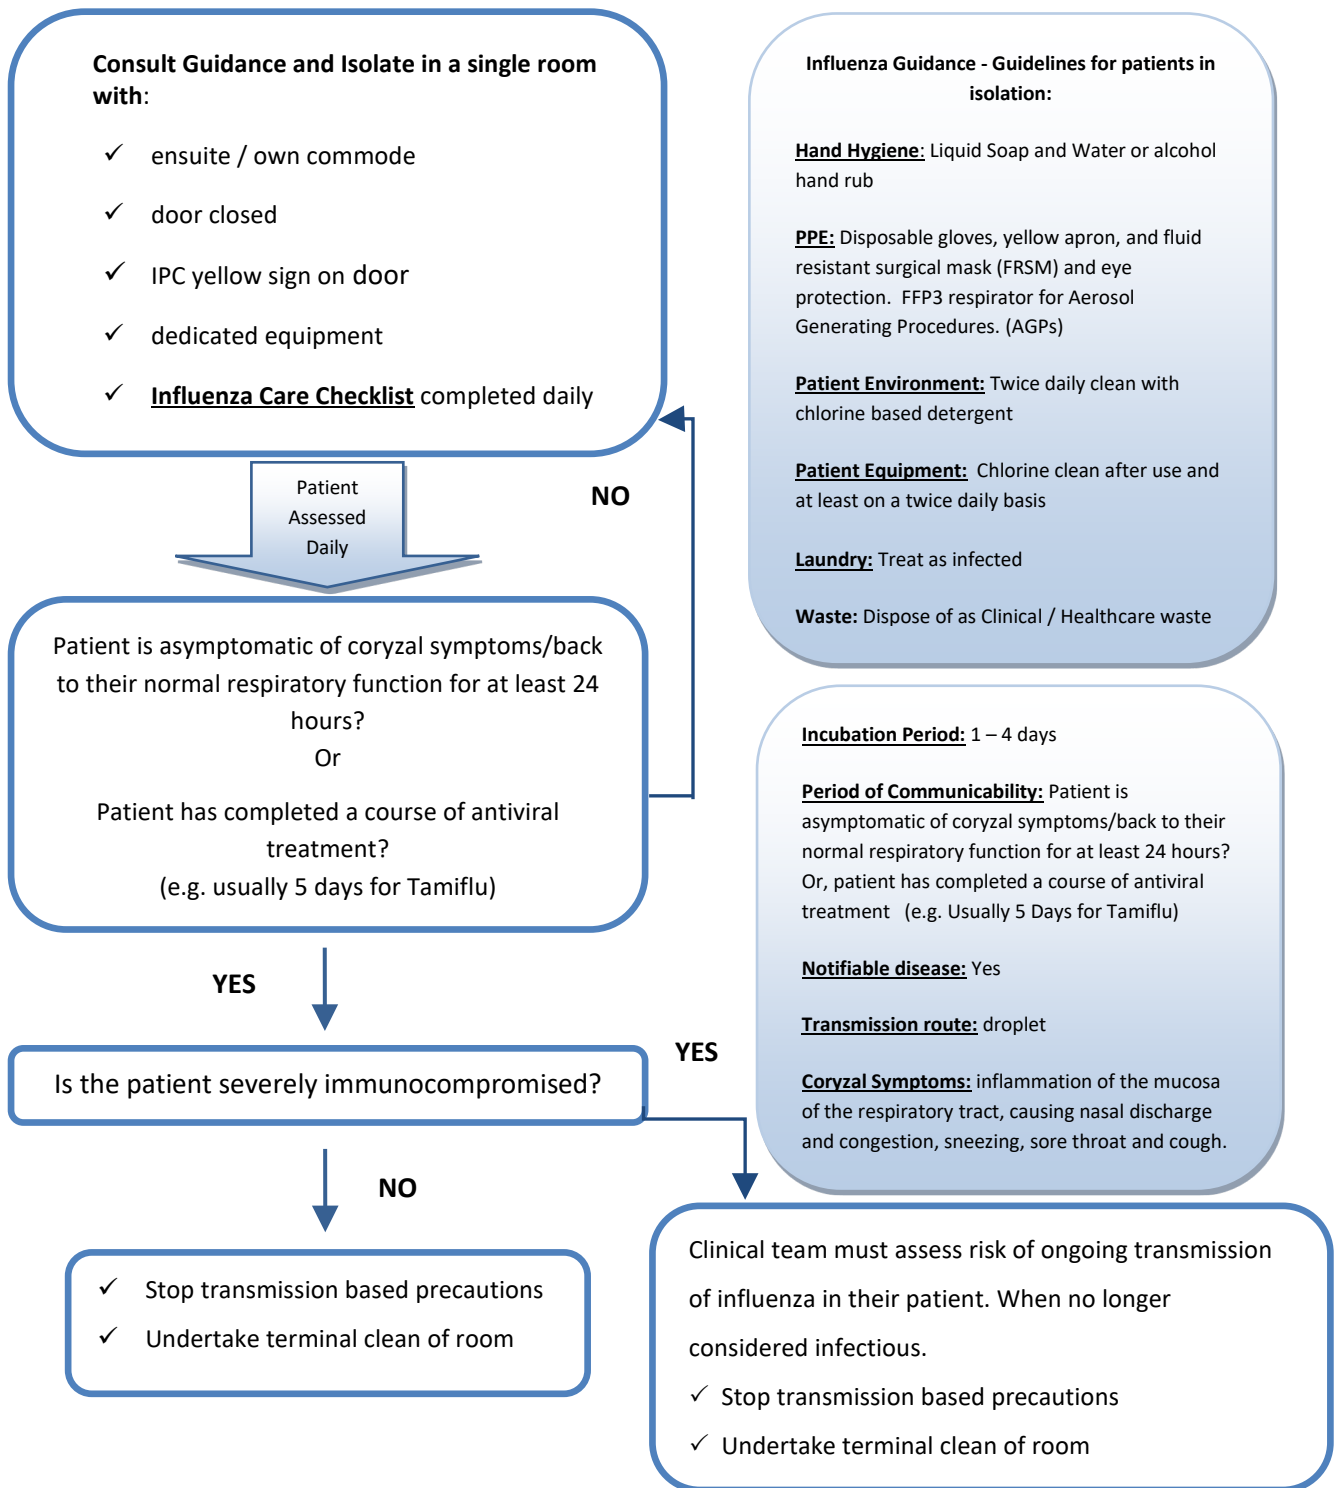 Consult Guidance and Isolate in a single room
with:
✓ ensuite / own commode
✓ door closed
✓ IPC yellow sign on door
✓ dedicated equipment
✓ Influenza Care Checklist completed daily
Patient
Assessed
Daily
NO
Patient is asymptomatic of coryzal symptoms/back
to their normal respiratory function for at least 24
hours?
Or
Patient has completed a course of antiviral
treatment?
(e.g. usually 5 days for Tamiflu)
YES
Is the patient severely immunocompromised?
YES
NO
✓ Stop transmission based precautions
✓ Undertake terminal clean of room
Influenza Guidance - Guidelines for patients in
isolation:
Hand Hygiene: Liquid Soap and Water or alcohol
hand rub
PPE: Disposable gloves, yellow apron, and fluid
resistant surgical mask (FRSM) and eye
protection. FFP3 respirator for Aerosol
Generating Procedures. (AGPs)
Patient Environment: Twice daily clean with
chlorine based detergent
Patient Equipment: Chlorine clean after use and
at least on a twice daily basis
Laundry: Treat as infected
Waste: Dispose of as Clinical / Healthcare waste
Incubation Period: 1 – 4 days
Period of Communicability: Patient is
asymptomatic of coryzal symptoms/back to their
normal respiratory function for at least 24 hours?
Or, patient has completed a course of antiviral
treatment (e.g. Usually 5 Days for Tamiflu)
Notifiable disease: Yes
Transmission route: droplet
Coryzal Symptoms: inflammation of the mucosa
of the respiratory tract, causing nasal discharge
and congestion, sneezing, sore throat and cough.
Clinical team must assess risk of ongoing transmission
of influenza in their patient. When no longer
considered infectious.
✓ Stop transmission based precautions
✓ Undertake terminal clean of room